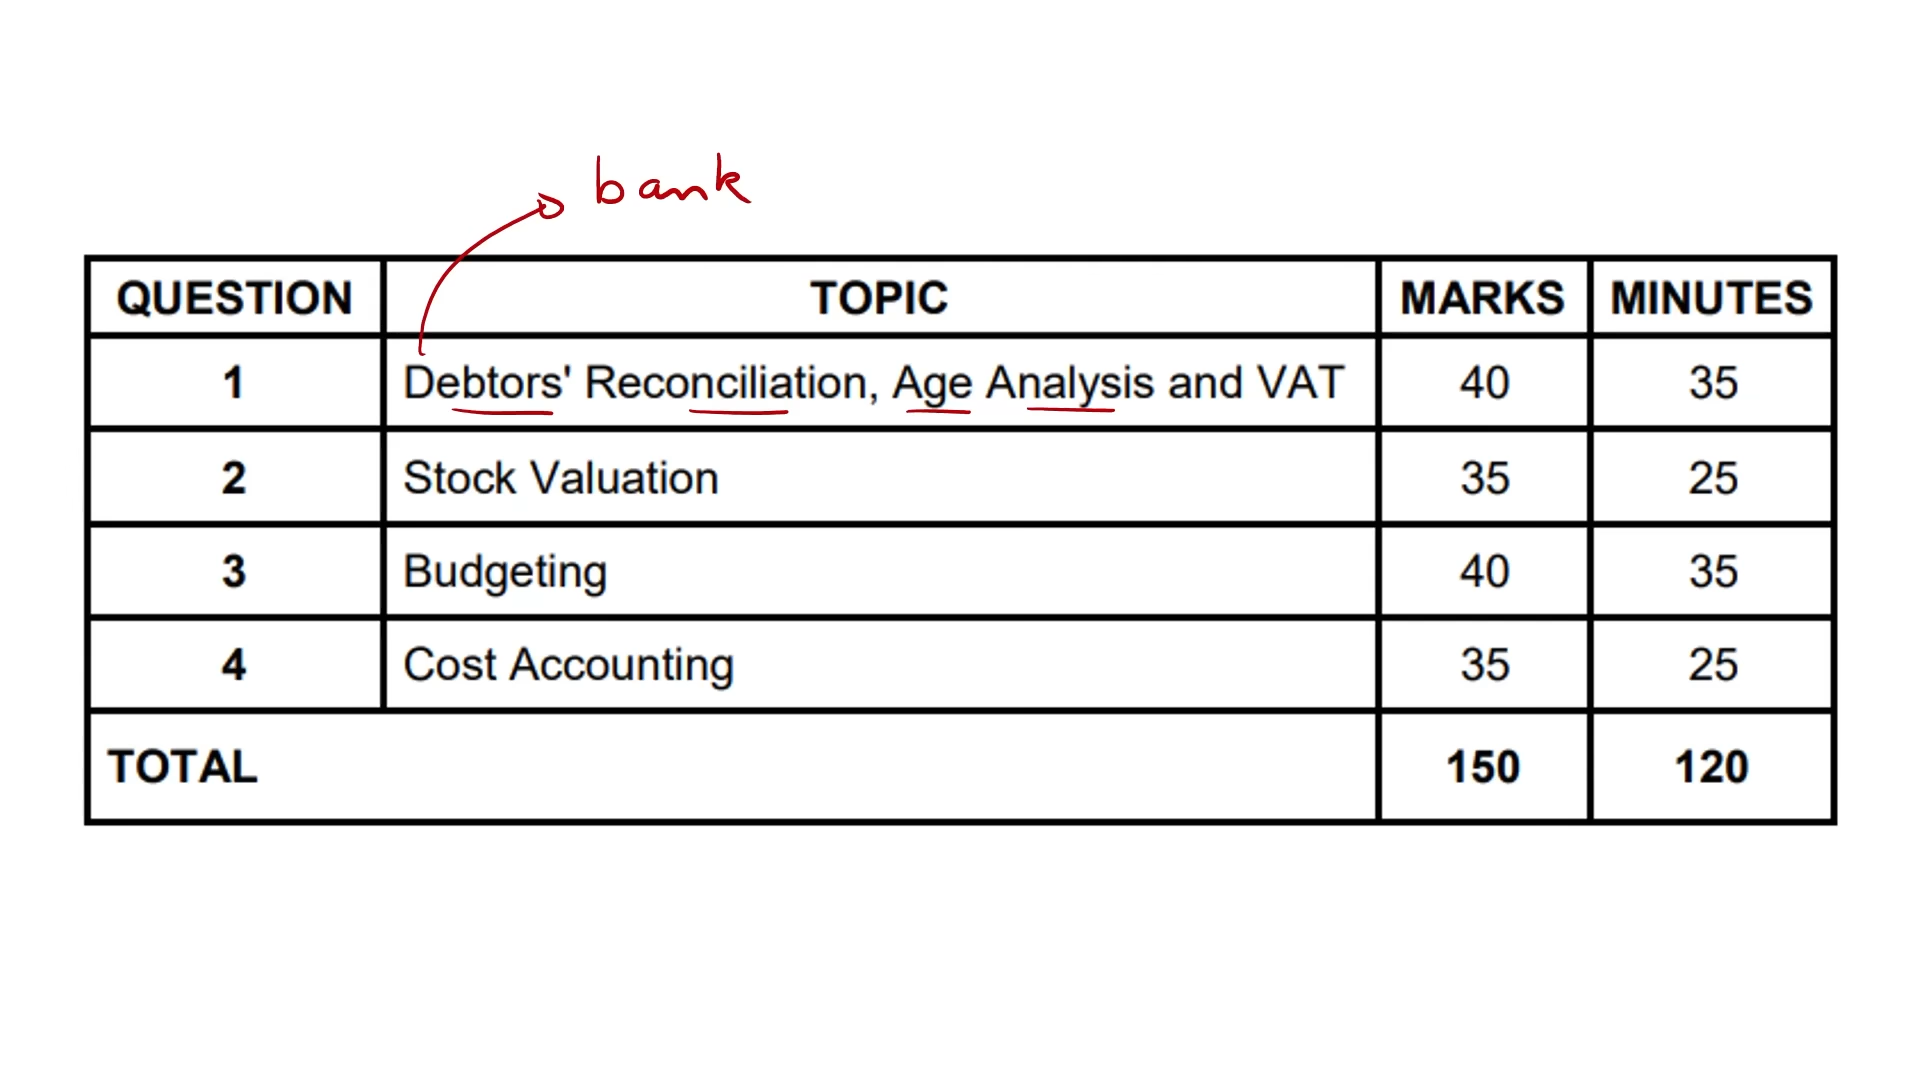 bank
QUESTION TOPIC MARKS MINUTES
1 Debtors' Reconciliation, Age Analysis and VAT 40 35
2 Stock Valuation 35 25
3 Budgeting 40 35
4 Cost Accounting 35 25
TOTAL 150 120